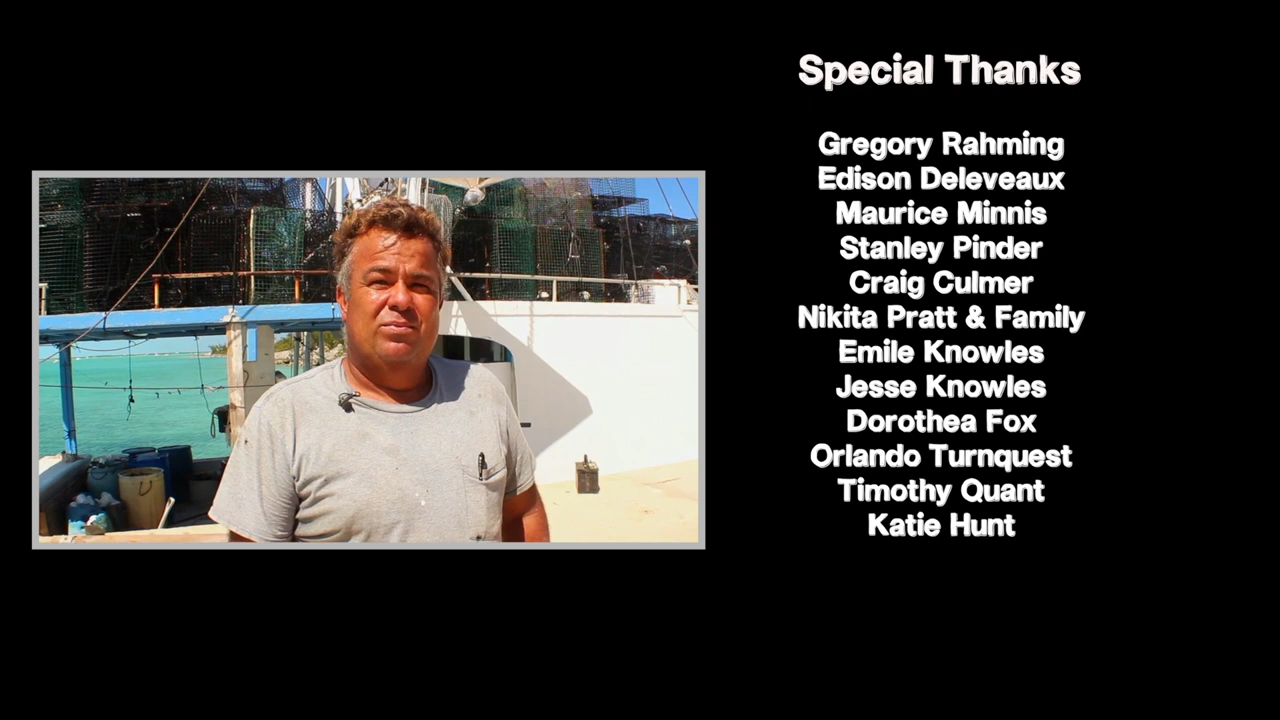 Special Thanks
Gregory Rahming
Edison Deleveaux
Maurice Minnis
Stanley Pinder
Craig Culmer
Nikita Pratt & Family
Emile Knowles
Jesse Knowles
Dorothea Fox
Orlando Turnquest
Timothy Quant
Katie Hunt